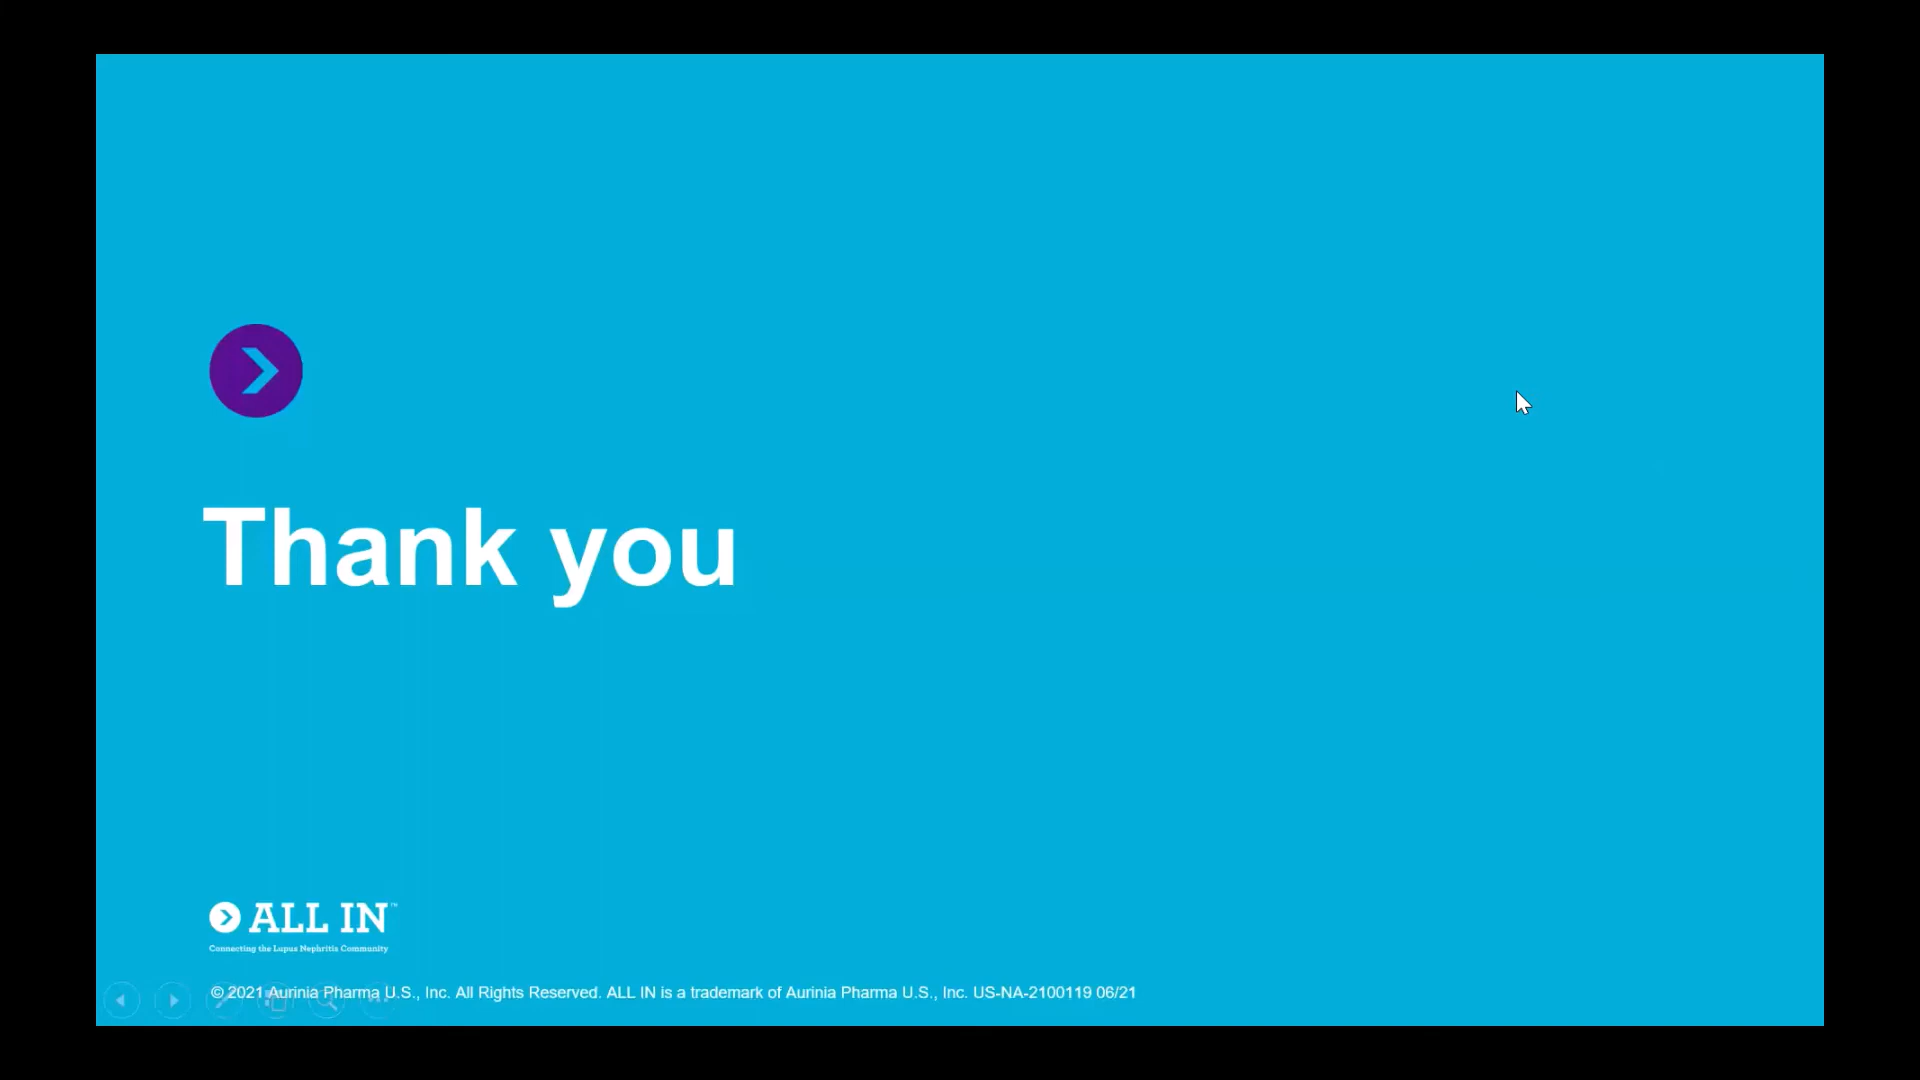 Thank you
ALL IN™
Connecting the Lupus Nephritis Community
© 2021 Aurinia Pharma U.S., Inc. All Rights Reserved. ALL IN is a trademark of Aurinia Pharma U.S., Inc. US-NA-2100119 06/21